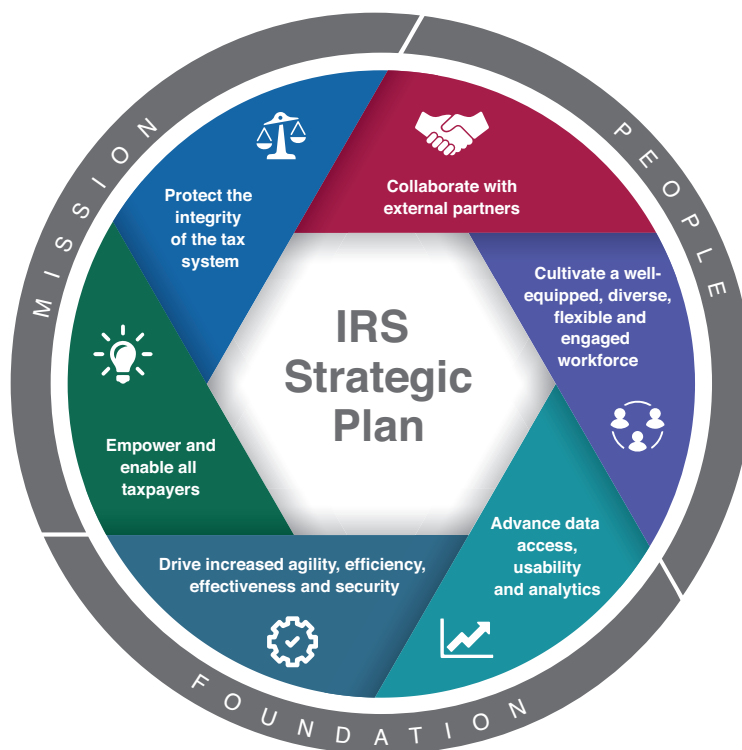 MISSION
PEOPLE
FOUNDATION
Protect the
integrity
of the tax
system
Collaborate with
external partners
Cultivate a well-
equipped, diverse,
flexible and
engaged
workforce
IRS
Strategic
Plan
Empower and
enable all
taxpayers
Advance data
access,
usability
and analytics
Drive increased agility, efficiency,
effectiveness and security